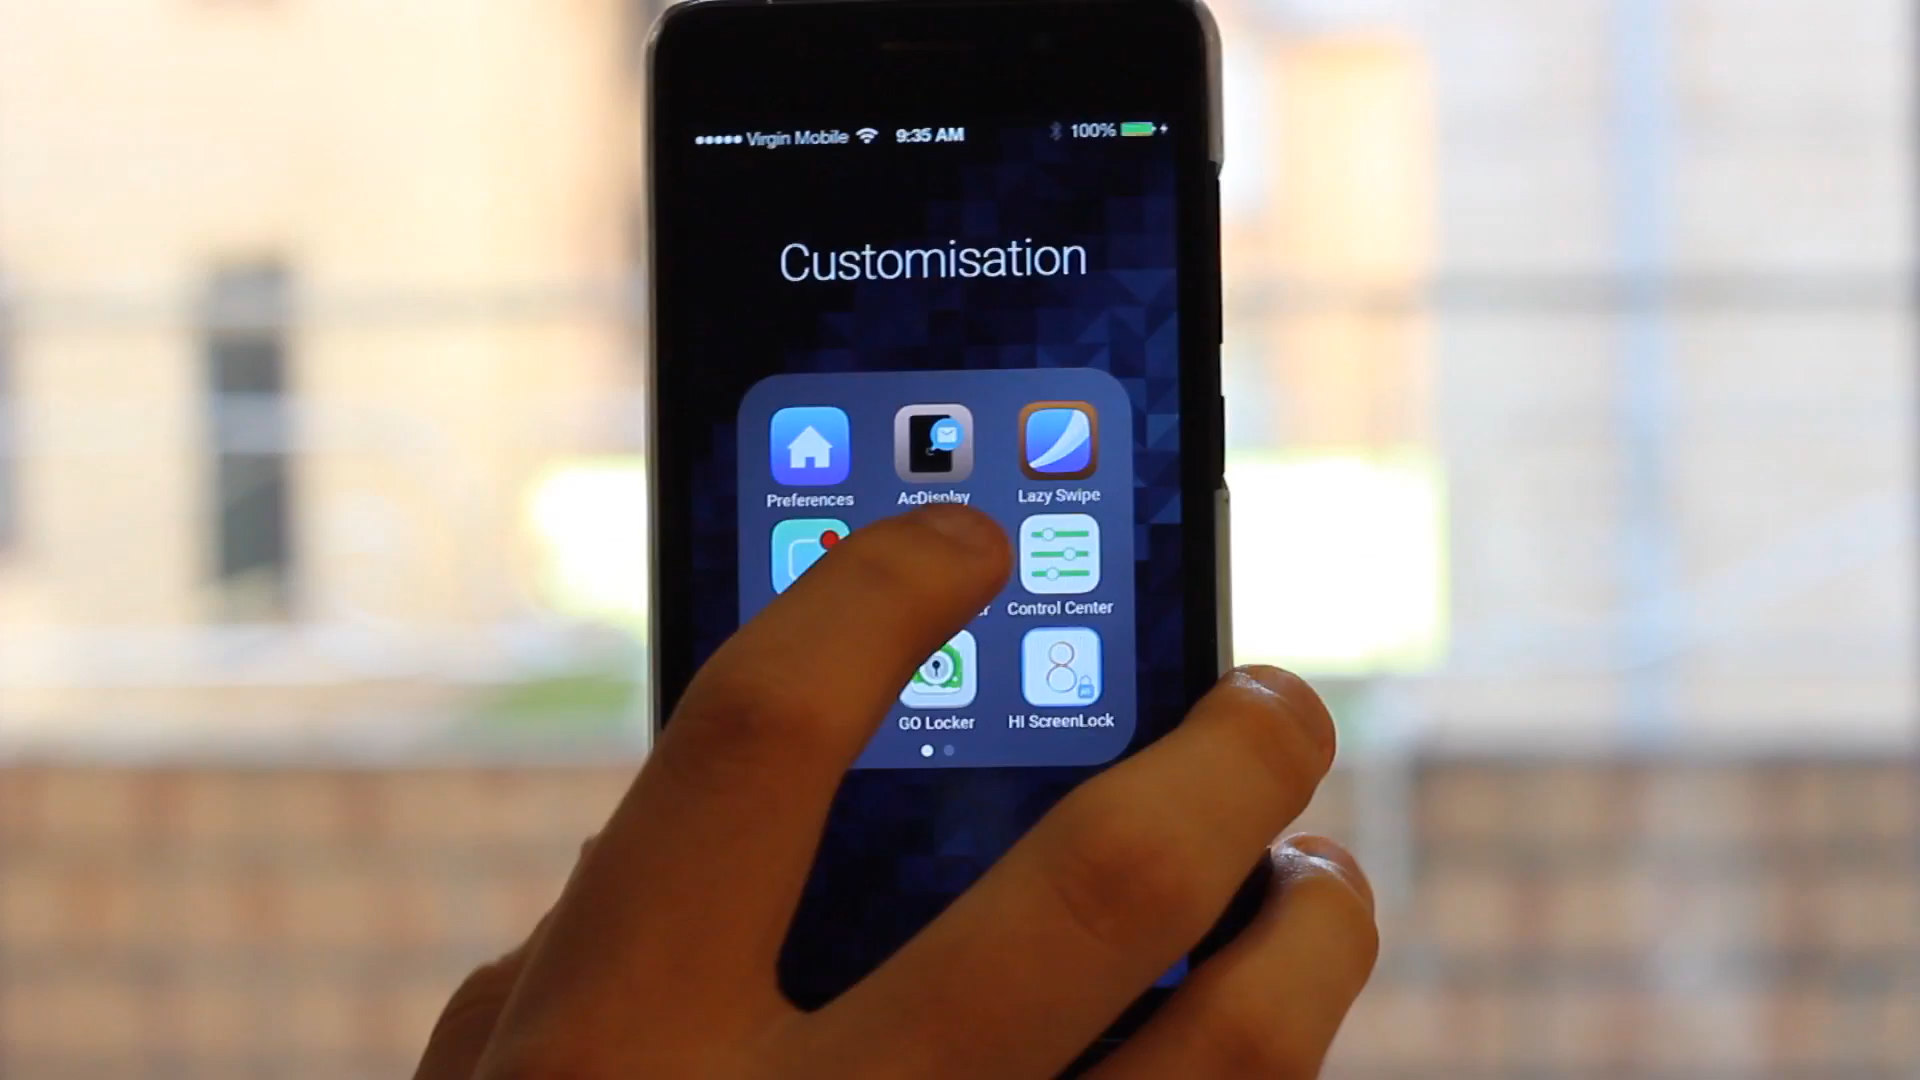 Virgin Mobile 9:35 AM 100%
Customisation
Preferences AcDisplay Lazy Swipe
Control Center
GO Locker HI ScreenLock